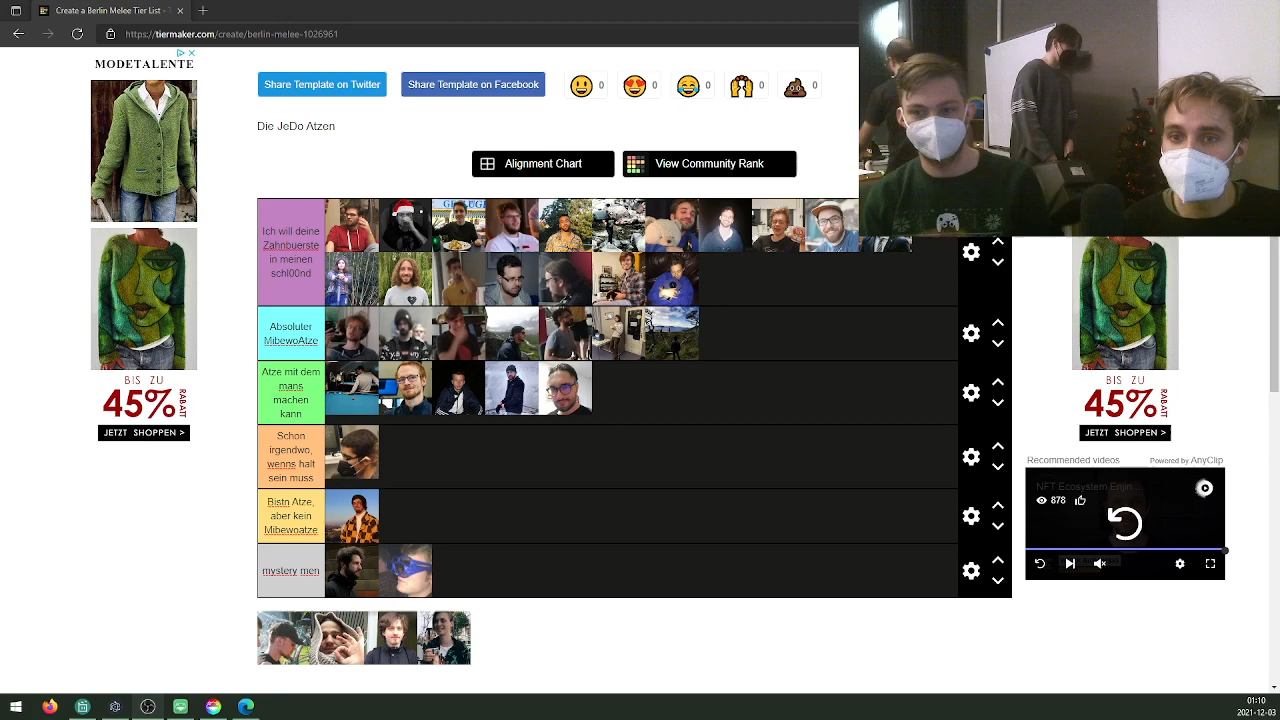 Create a Berlin Melee Tier List - T
https://tiermaker.com/create/berlin-melee-1026961
MODETALENTE
Share Template on Twitter
Share Template on Facebook
0
0
0
0
0
Die JeDo Atzen
Alignment Chart
View Community Rank
Ich will deine
Zahnbuerste
in meinen
schl00nd
Absoluter
MibewoAtze
Atze mit dem
mans
machen
kann
Schon
irgendwo,
wenns halt
sein muss
Bistn Atze,
aber kein
Mibewoatze
mystery men
BIS ZU
45%
RABATT
JETZT SHOPPEN >
BIS ZU
45%
RABATT
JETZT SHOPPEN >
Recommended videos
Powered by AnyClip
NFT Ecosystem Enjin
878
01:10
2021-12-03